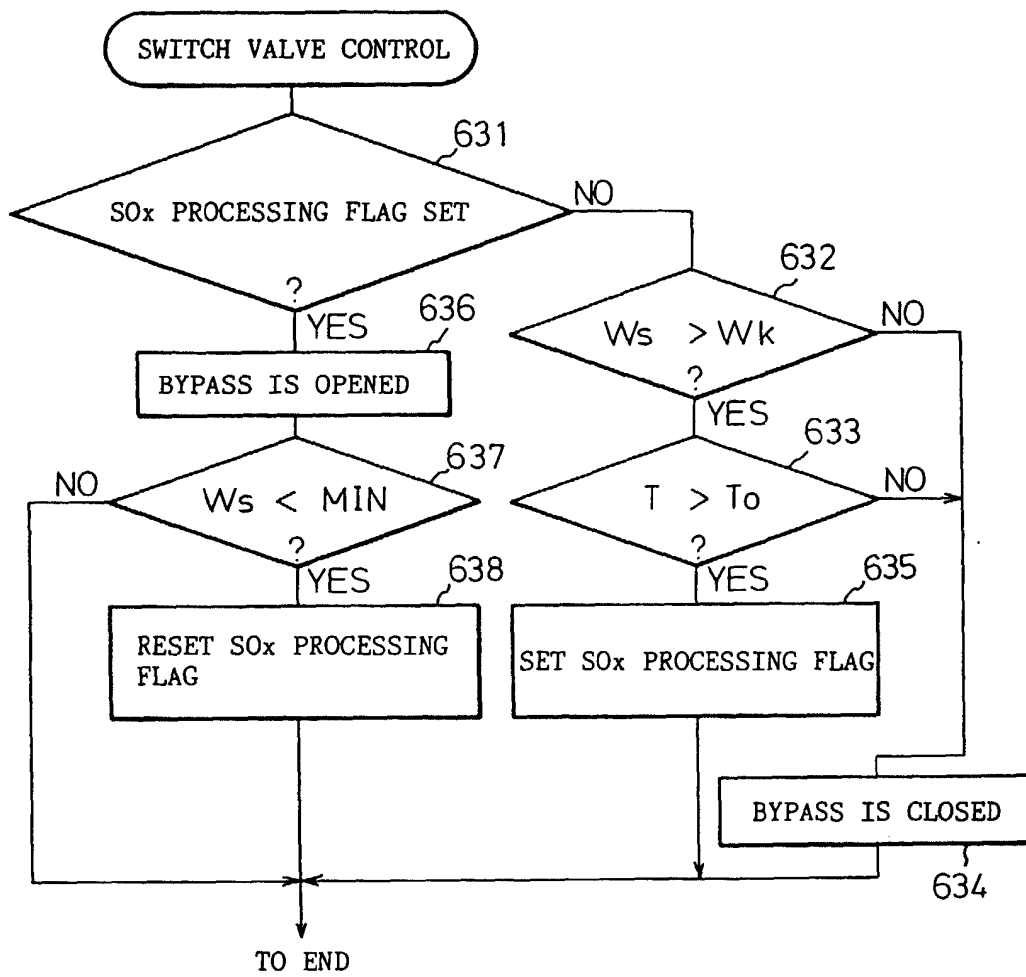 SWITCH VALVE CONTROL
631
SOx PROCESSING FLAG SET
?
NO
YES
632
Ws > Wk
?
NO
YES
636
BYPASS IS OPENED
637
NO
Ws < MIN
?
YES
633
T > To
?
NO
YES
638
RESET SOx PROCESSING
FLAG
635
SET SOx PROCESSING FLAG
BYPASS IS CLOSED
634
TO END